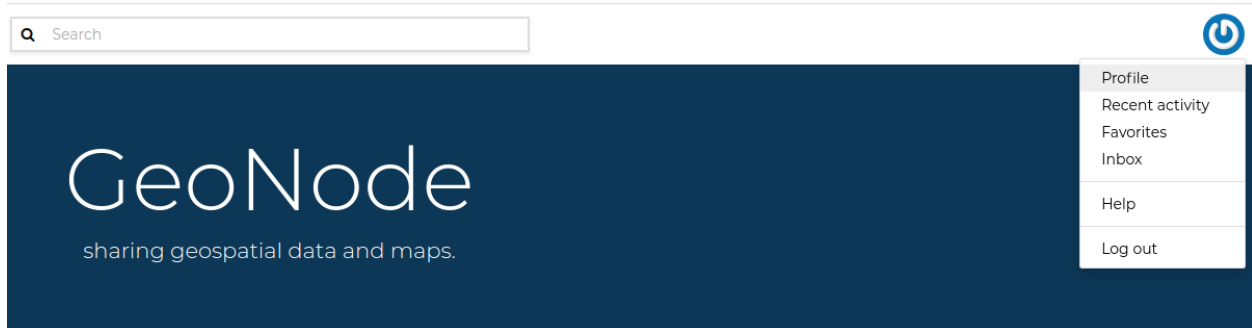 Search
Profile
Recent activity
Favorites
Inbox
Help
Log out
GeoNode
sharing geospatial data and maps.